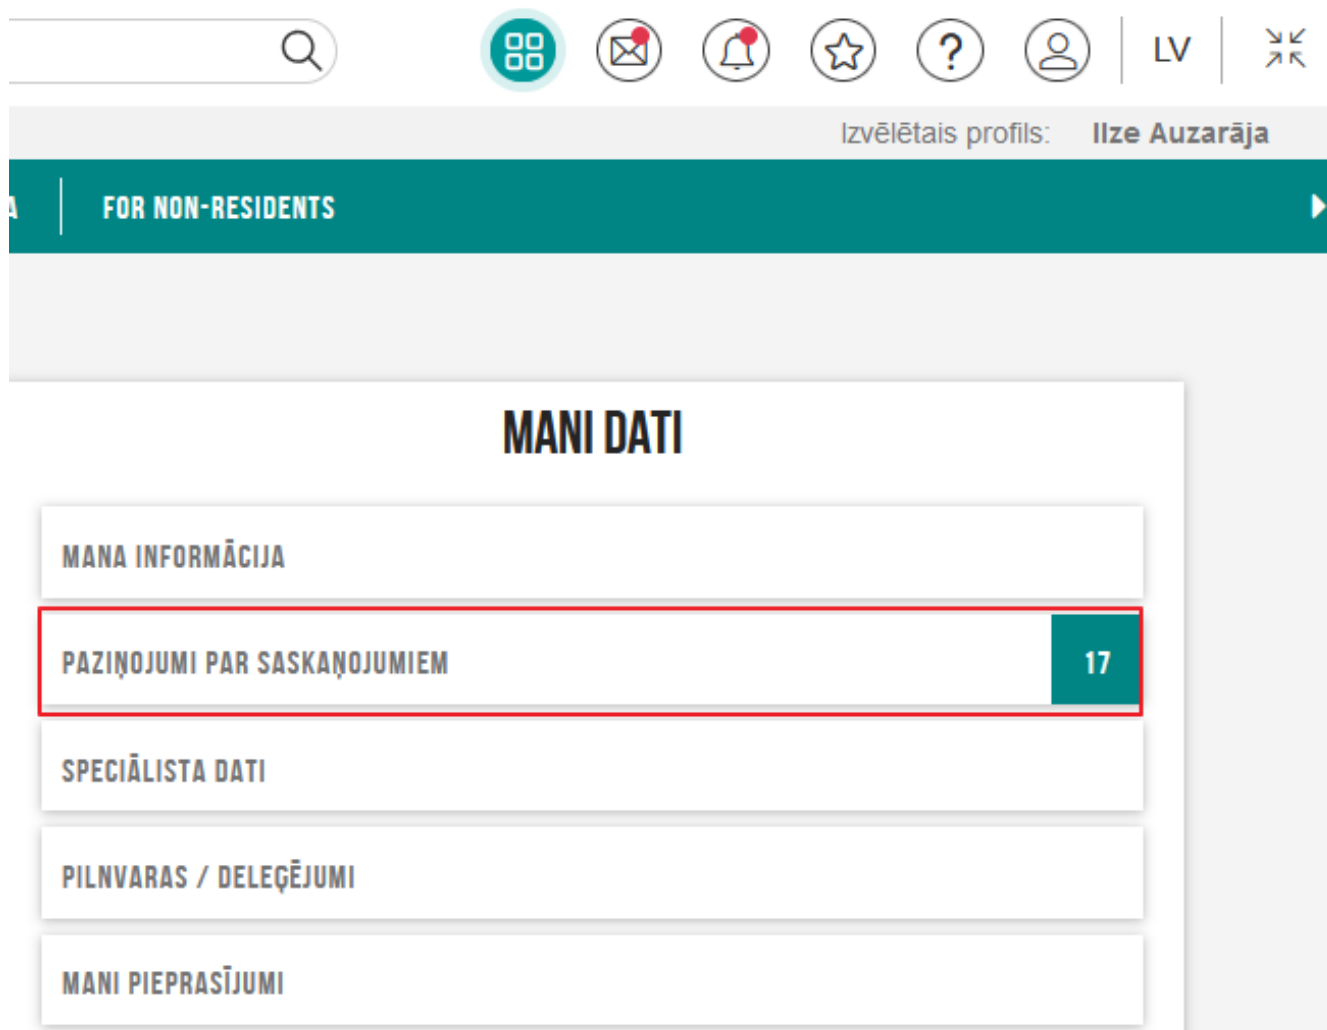 LV
Izvēlētais profils: Ilze Auzarāja
A FOR NON-RESIDENTS
MANI DATI
MANA INFORMĀCIJA
PAZIŅOJUMI PAR SASKAŅOJUMIEM 17
SPECIĀLISTA DATI
PILNVARAS / DELEĢĒJUMI
MANI PIEPRASĪJUMI